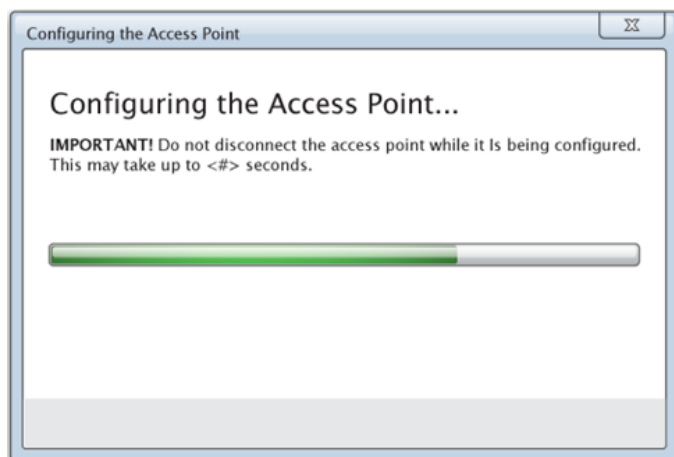 Configuring the Access Point
Configuring the Access Point...
IMPORTANT! Do not disconnect the access point while it Is being configured.
This may take up to <#> seconds.